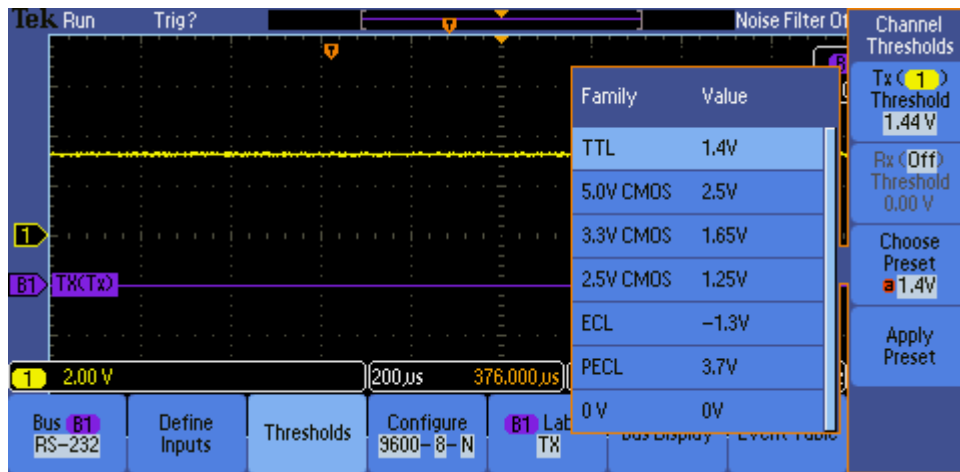 Tek Run Trig? Noise Filter Of
Channel
Thresholds
Tx ( 1 )
Threshold
1.44 V
Rx (Off)
Threshold
0.00 V
Choose
Preset
a 1.4V
Apply
Preset
Family Value
TTL 1.4V
5.0V CMOS 2.5V
3.3V CMOS 1.65V
2.5V CMOS 1.25V
ECL −1.3V
PECL 3.7V
0 V 0V
1
B1 TX(Tx)
1 2.00 V 200µs 376.000µs
Bus B1
RS-232
Define
Inputs
Thresholds
Configure
9600-8-N
B1 Lab
TX
Bus Display
Event Table